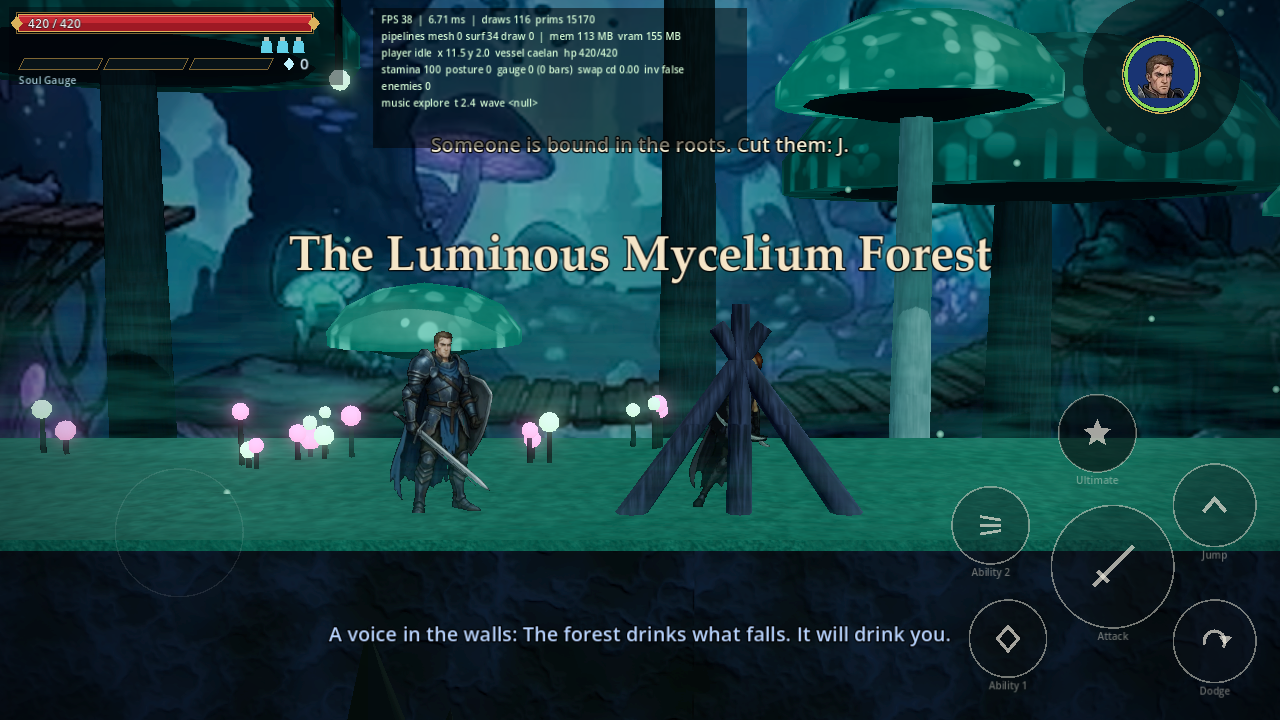 420 / 420
0
Soul Gauge
FPS 38 | 6.71 ms | draws 116 prims 15170
pipelines mesh 0 surf 34 draw 0 | mem 113 MB vram 155 MB
player idle x 11.5 y 2.0 vessel caelan hp 420/420
stamina 100 posture 0 gauge 0 (0 bars) swap cd 0.00 inv false
enemies 0
music explore t 2.4 wave <null>
Someone is bound in the roots. Cut them: J.
The Luminous Mycelium Forest
Ultimate
Jump
Ability 2
Attack
A voice in the walls: The forest drinks what falls. It will drink you.
Ability 1
Dodge